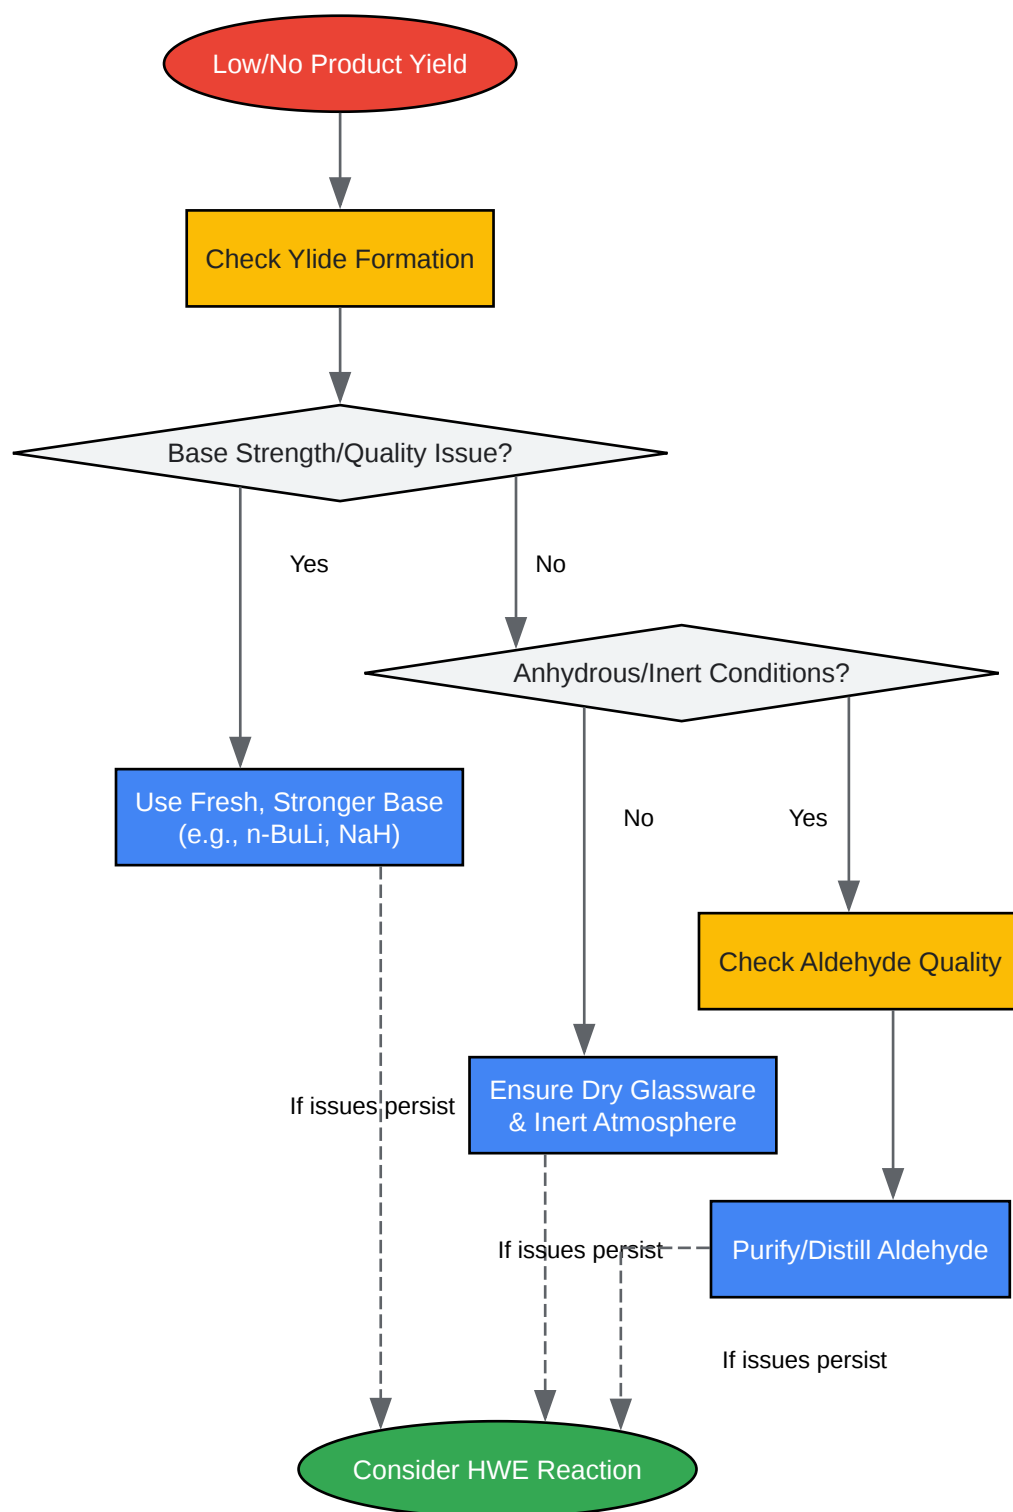 Low/No Product Yield
Check Ylide Formation
Base Strength/Quality Issue?
Yes
No
Anhydrous/Inert Conditions?
Use Fresh, Stronger Base
(e.g., n-BuLi, NaH)
No
Yes
Check Aldehyde Quality
If issues persist
Ensure Dry Glassware
& Inert Atmosphere
If issues persist
Purify/Distill Aldehyde
If issues persist
Consider HWE Reaction